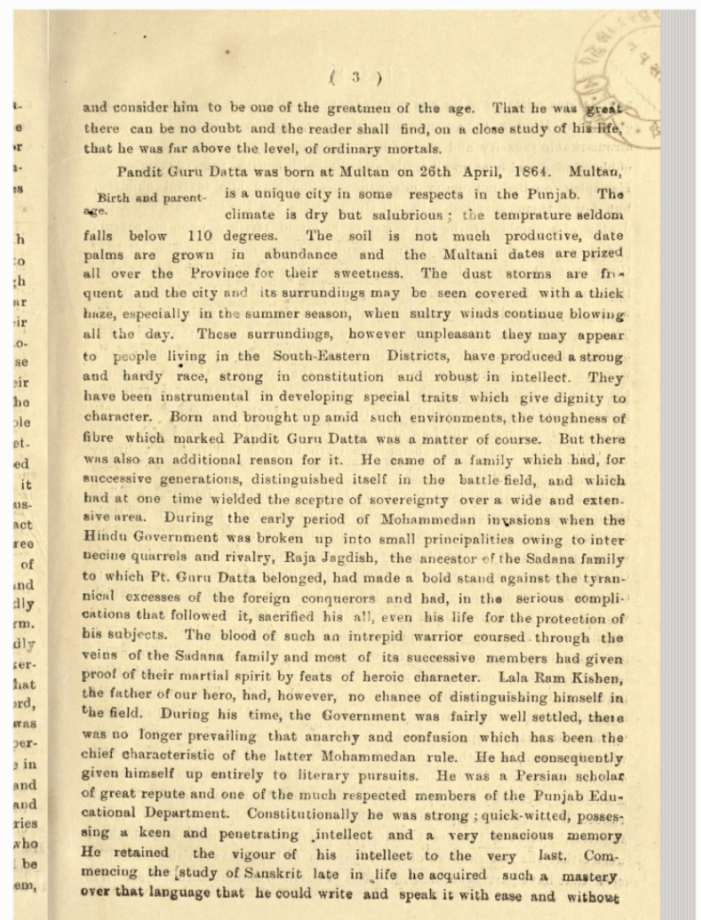 ( 3 )
and consider him to be one of the greatmen of the age. That he was great
there can be no doubt and the reader shall find, on a close study of his life,
that he was far above the level, of ordinary mortals.
Pandit Guru Datta was born at Multan on 26th April, 1864. Multan,
Birth and parent-
age.
is a unique city in some respects in the Punjab. The
climate is dry but salubrious; the temprature seldom
falls below 110 degrees. The soil is not much productive, date
palms are grown in abundance and the Multani dates are prized
all over the Province for their sweetness. The dust storms are fre-
quent and the city and its surrundings may be seen covered with a thick
haze, especially in the summer season, when sultry winds continue blowing
all the day. These surrundings, however unpleasant they may appear
to people living in the South-Eastern Districts, have produced a strong
and hardy race, strong in constitution and robust in intellect. They
have been instrumental in developing special traits which give dignity to
character. Born and brought up amid such environments, the toughness of
fibre which marked Pandit Guru Datta was a matter of course. But there
was also an additional reason for it. He came of a family which had, for
successive generations, distinguished itself in the battle-field, and which
had at one time wielded the sceptre of sovereignty over a wide and exten-
sive area. During the early period of Mohammedan invasions when the
Hindu Government was broken up into small principalities owing to inter
necine quarrels and rivalry, Raja Jagdish, the ancestor of the Sadana family
to which Pt. Guru Datta belonged, had made a bold stand against the tyran-
nical excesses of the foreign conquerors and had, in the serious compli-
cations that followed it, sacrified his all, even his life for the protection of
his subjects. The blood of such an intrepid warrior coursed through the
veins of the Sadana family and most of its successive members had given
proof of their martial spirit by feats of heroic character. Lala Ram Kishen,
the father of our hero, had, however, no chance of distinguishing himself in
the field. During his time, the Government was fairly well settled, there
was no longer prevailing that anarchy and confusion which has been the
chief characteristic of the latter Mohammedan rule. He had consequently
given himself up entirely to literary pursuits. He was a Persian scholar
of great repute and one of the much respected members of the Punjab Edu-
cational Department. Constitutionally he was strong; quick-witted, posses-
sing a keen and penetrating intellect and a very tenacious memory
He retained the vigour of his intellect to the very last. Com-
mencing the [study of Sanskrit late in life he acquired such a mastery
over that language that he could write and speak it with ease and without